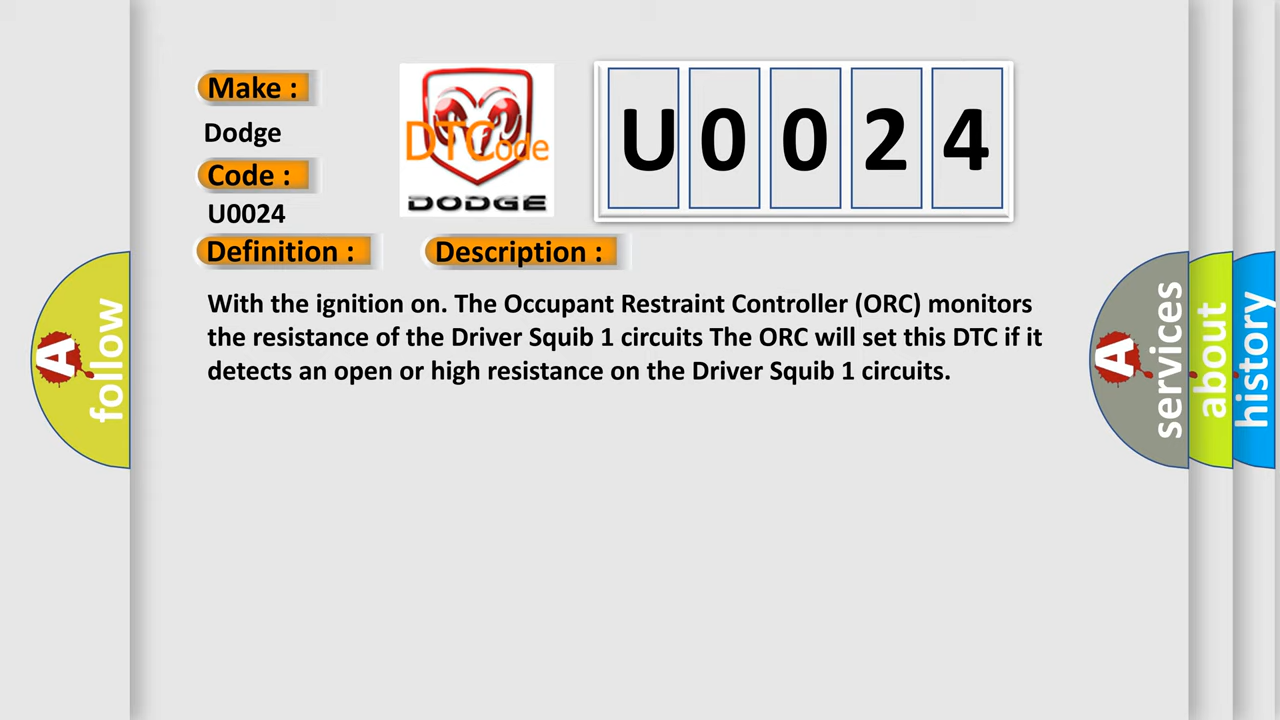 Make :
Dodge
Code :
U0024
Definition :
Description :
With the ignition on. The Occupant Restraint Controller (ORC) monitors
the resistance of the Driver Squib 1 circuits The ORC will set this DTC if it
detects an open or high resistance on the Driver Squib 1 circuits.
DTCode
DODGE
U0024
A follow
A services
about
history